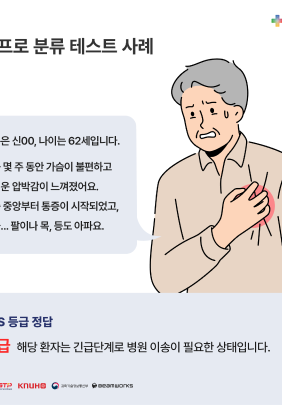 프로 분류 테스트 사례
은 신00, 나이는 62세입니다.
몇 주 동안 가슴이 불편하고
운 압박감이 느껴졌어요.
중앙부터 통증이 시작되었고,
... 팔이나 목, 등도 아파요.
S 등급 정답
급 해당 환자는 긴급단계로 병원 이송이 필요한 상태입니다.
STP KNUH BEAMWORKS